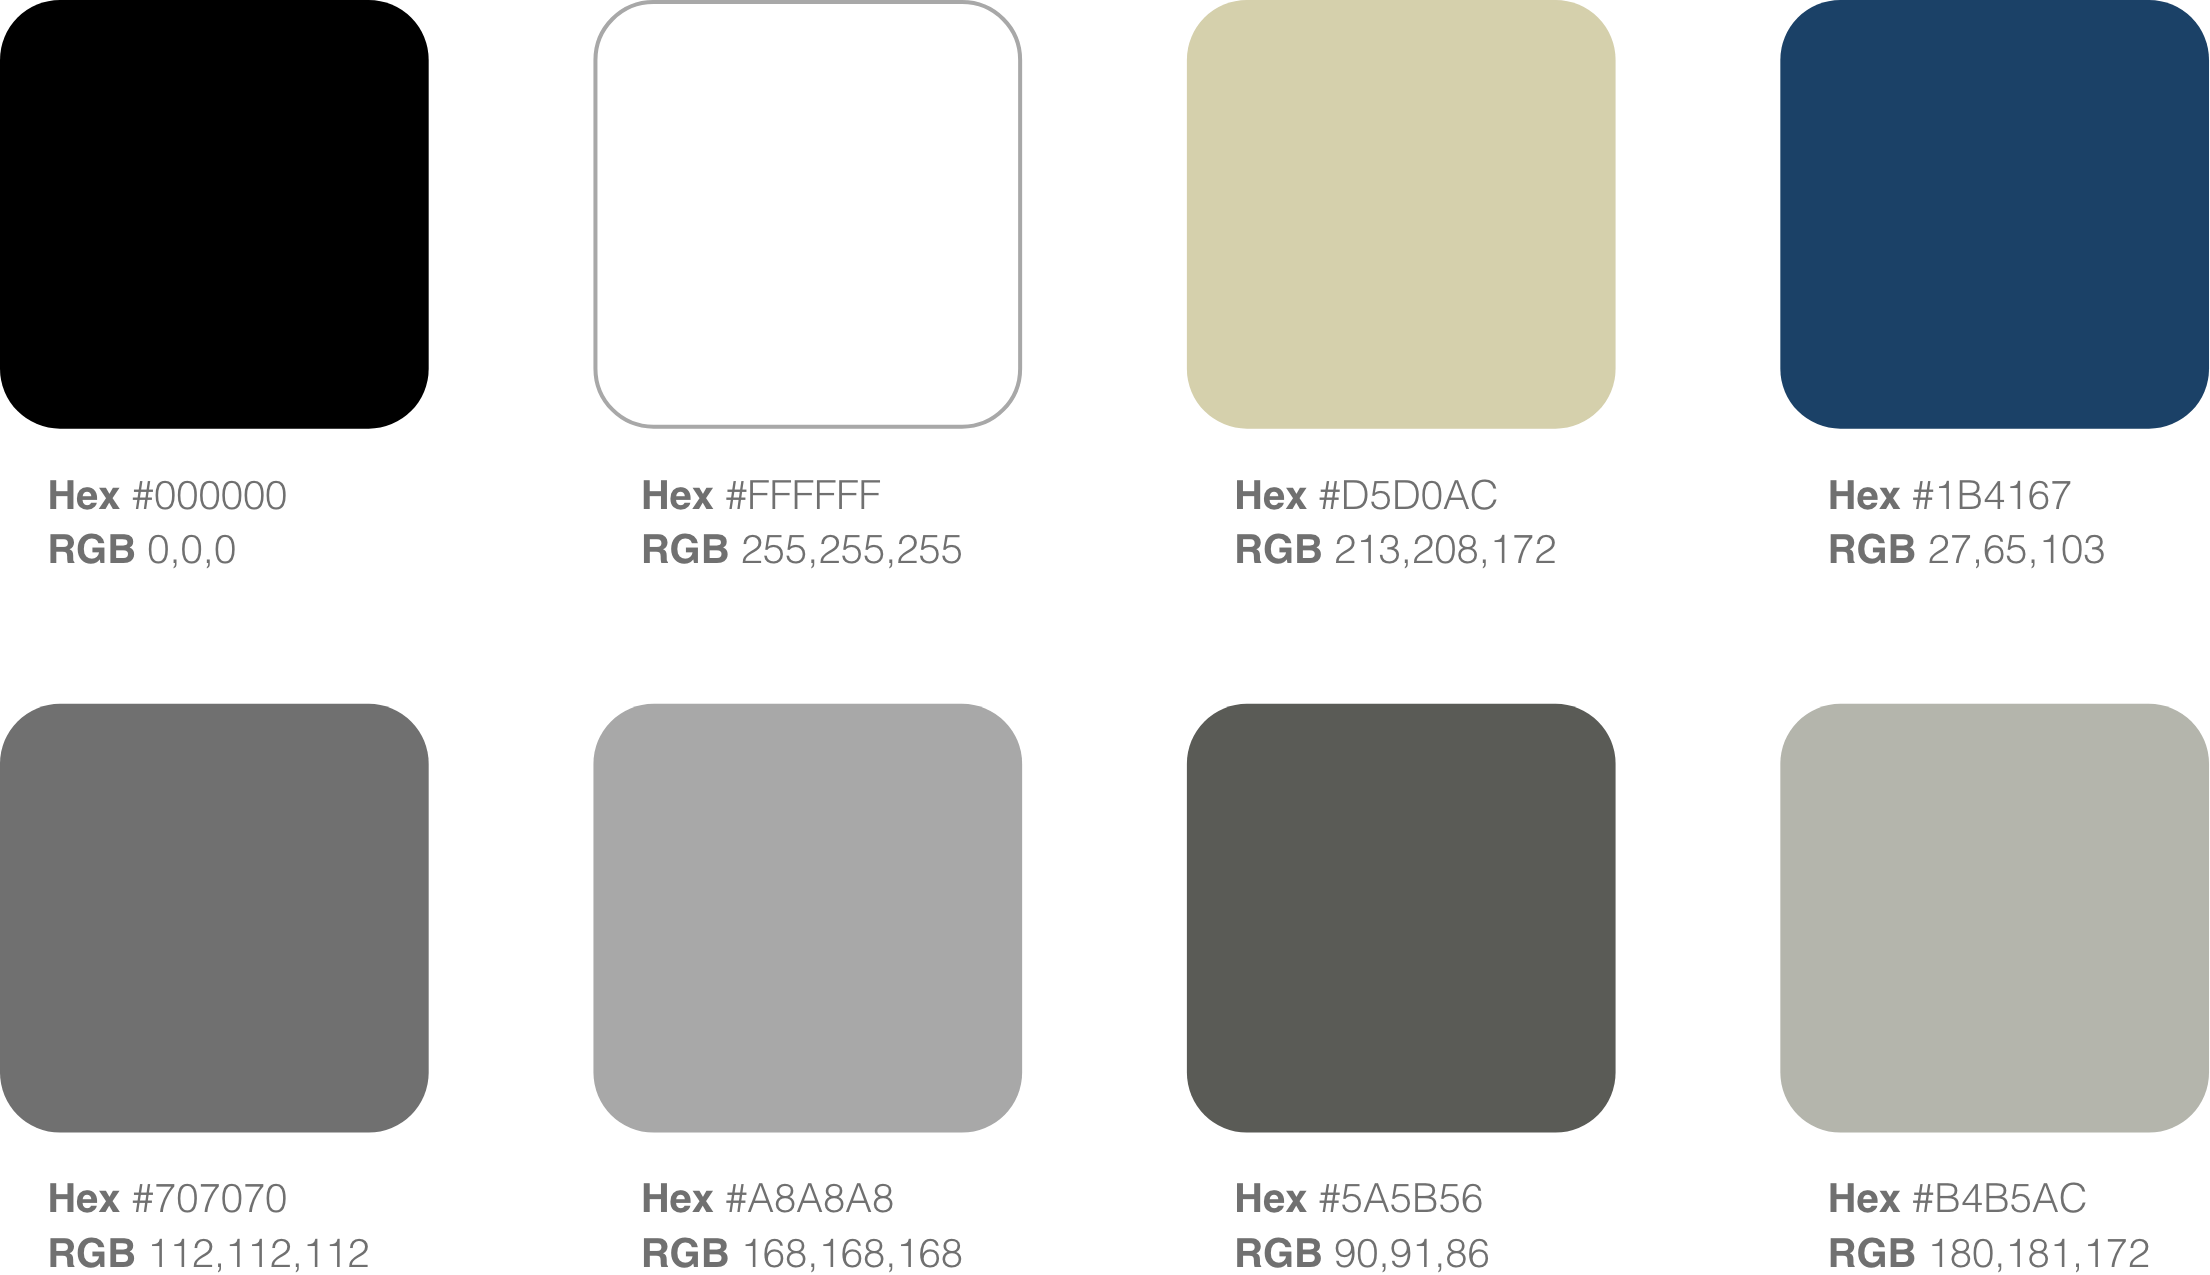 Hex #000000
RGB 0,0,0
Hex #FFFFFF
RGB 255,255,255
Hex #D5D0AC
RGB 213,208,172
Hex #1B4167
RGB 27,65,103
Hex #707070
RGB 112,112,112
Hex #A8A8A8
RGB 168,168,168
Hex #5A5B56
RGB 90,91,86
Hex #B4B5AC
RGB 180,181,172